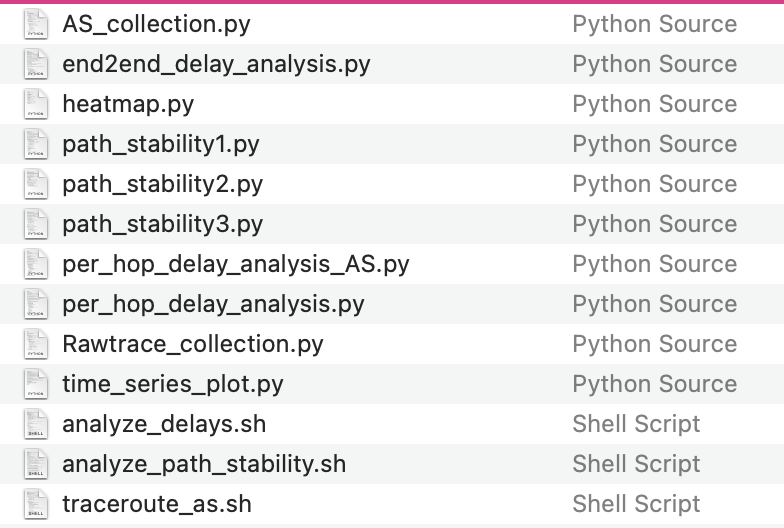 AS_collection.py Python Source
end2end_delay_analysis.py Python Source
heatmap.py Python Source
path_stability1.py Python Source
path_stability2.py Python Source
path_stability3.py Python Source
per_hop_delay_analysis_AS.py Python Source
per_hop_delay_analysis.py Python Source
Rawtrace_collection.py Python Source
time_series_plot.py Python Source
analyze_delays.sh Shell Script
analyze_path_stability.sh Shell Script
traceroute_as.sh Shell Script